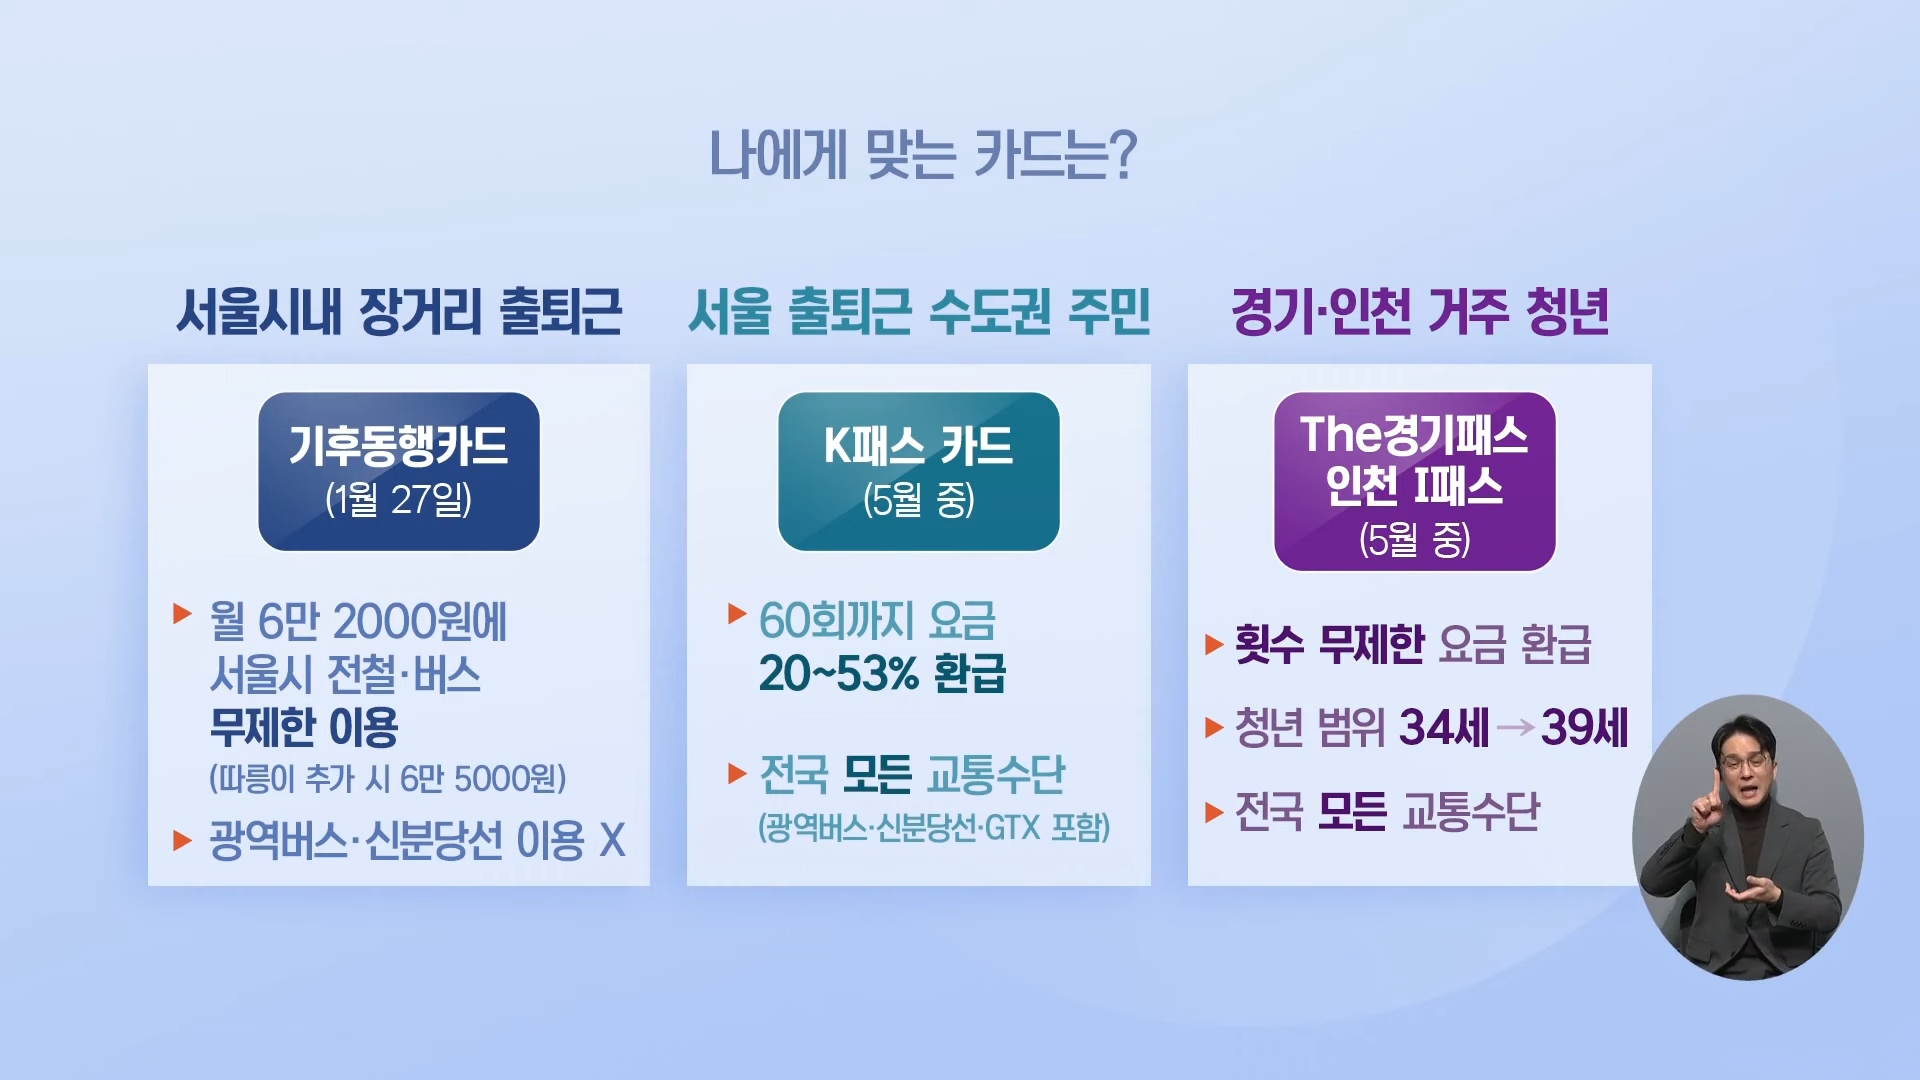 나에게 맞는 카드는?
서울시내 장거리 출퇴근
기후동행카드
(1월 27일)
▶ 월 6만 2000원에
서울시 전철·버스
무제한 이용
(따릉이 추가 시 6만 5000원)
▶ 광역버스·신분당선 이용 X
서울 출퇴근 수도권 주민
K패스 카드
(5월 중)
▶ 60회까지 요금
20~53% 환급
▶ 전국 모든 교통수단
(광역버스·신분당선·GTX 포함)
경기·인천 거주 청년
The경기패스
인천 I패스
(5월 중)
▶ 횟수 무제한 요금 환급
▶ 청년 범위 34세→39세
▶ 전국 모든 교통수단